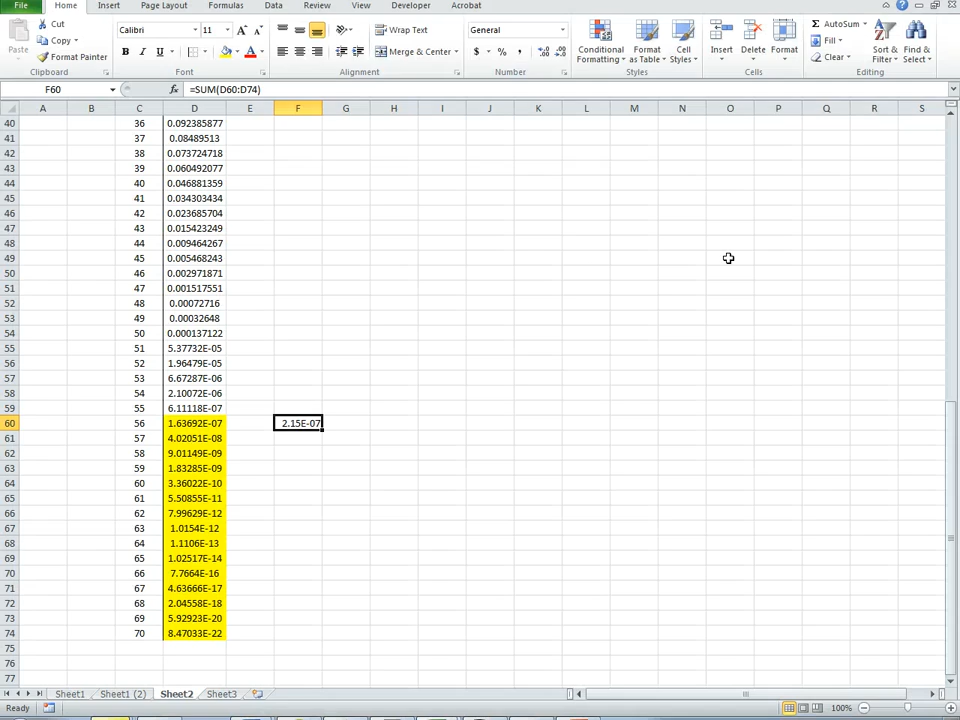 File Home Insert Page Layout Formulas Data Review View Developer Acrobat
Paste Cut Calibri 11 Wrap Text General Conditional Formatting Format as Table Cell Styles Insert Delete Format AutoSum Sort & Filter Find & Select
Copy Fill
Format Painter Merge & Center Clear
Clipboard Font Alignment Number Styles Cells Editing
F60 fx =SUM(D60:D74)
A B C D E F G H I J K L M N O P Q R S
40 36 0.092385877
41 37 0.08489513
42 38 0.073724718
43 39 0.060492077
44 40 0.046881359
45 41 0.034303434
46 42 0.023685704
47 43 0.015423249
48 44 0.009464267
49 45 0.005468243
50 46 0.002971871
51 47 0.001517551
52 48 0.00072716
53 49 0.00032648
54 50 0.000137122
55 51 5.37732E-05
56 52 1.96479E-05
57 53 6.67287E-06
58 54 2.10072E-06
59 55 6.11118E-07
60 56 1.63692E-07 2.15E-07
61 57 4.02051E-08
62 58 9.01149E-09
63 59 1.83285E-09
64 60 3.36022E-10
65 61 5.50855E-11
66 62 7.99629E-12
67 63 1.0154E-12
68 64 1.1106E-13
69 65 1.02517E-14
70 66 7.7664E-16
71 67 4.63666E-17
72 68 2.04558E-18
73 69 5.92923E-20
74 70 8.47033E-22
75
76
77
Sheet1 Sheet1 (2) Sheet2 Sheet3
Ready 100%